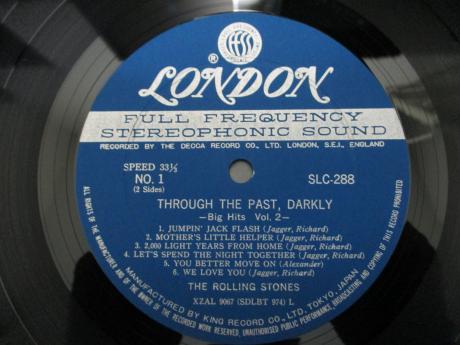 LONDON
®
FULL FREQUENCY
STEREOPHONIC SOUND
RECORDED BY THE DECCA RECORD CO., LTD. LONDON, S.E.I., ENGLAND
SPEED 33⅓
NO. 1
(2 Sides)
SLC-288
THROUGH THE PAST, DARKLY
—Big Hits Vol. 2—
1. JUMPIN' JACK FLASH (Jagger, Richard)
2. MOTHER'S LITTLE HELPER (Jagger, Richard)
3. 2,000 LIGHT YEARS FROM HOME (Jagger, Richard)
4. LET'S SPEND THE NIGHT TOGETHER (Jagger, Richard)
5. YOU BETTER MOVE ON (Alexander)
6. WE LOVE YOU (Jagger, Richard)
THE ROLLING STONES
XZAL 9067 (SDLBT 974) L
MANUFACTURED BY KING RECORD CO., LTD. TOKYO, JAPAN
ALL RIGHTS OF THE MANUFACTURER AND OF THE OWNER OF THE RECORDED WORK RESERVED. UNAUTHORISED PUBLIC PERFORMANCE, BROADCASTING AND COPYING OF THIS RECORD PROHIBITED